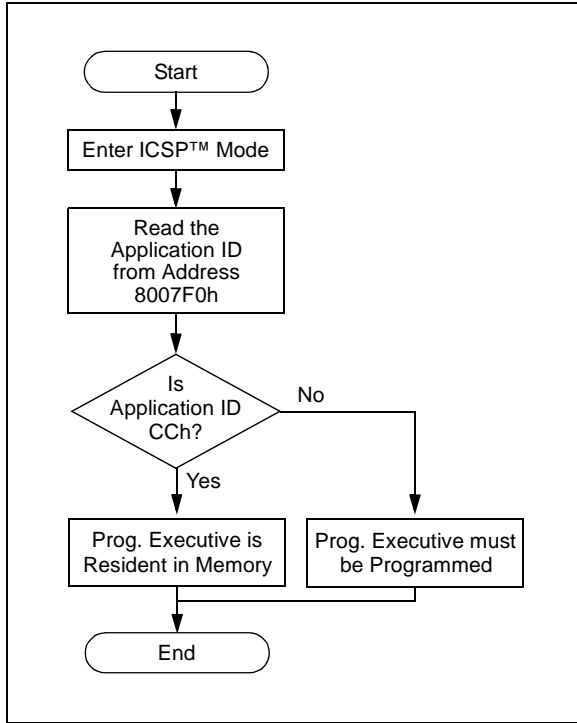 Start
Enter ICSP™ Mode
Read the
Application ID
from Address
8007F0h
Is
Application ID
CCh?
No
Yes
Prog. Executive is
Resident in Memory
Prog. Executive must
be Programmed
End